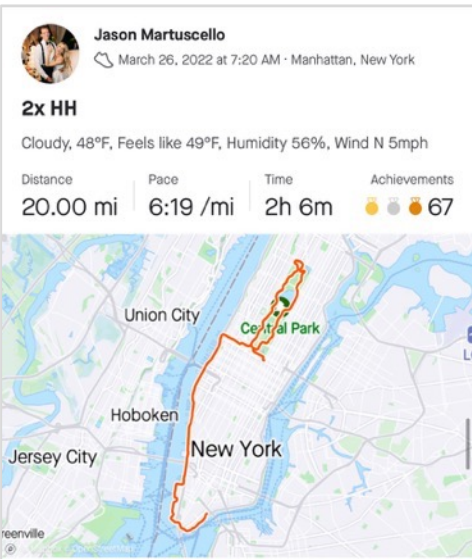 Jason Martuscello
March 26, 2022 at 7:20 AM · Manhattan, New York
2x HH
Cloudy, 48°F, Feels like 49°F, Humidity 56%, Wind N 5mph
Distance Pace Time Achievements
20.00 mi 6:19 /mi 2h 6m 67
Union City
Central Park
Hoboken
New York
Jersey City
reenville